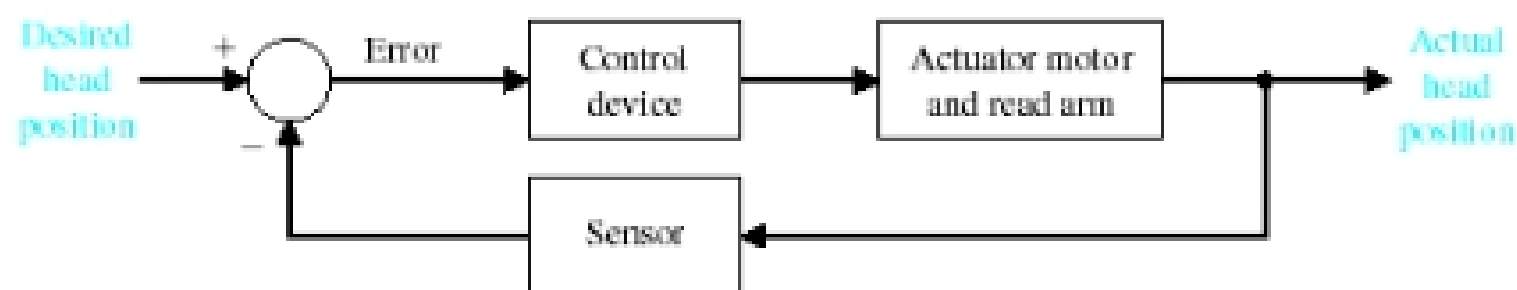 Desired
head
position
+
Error
Control
device
Actuator motor
and read arm
Actual
head
position
–
Sensor